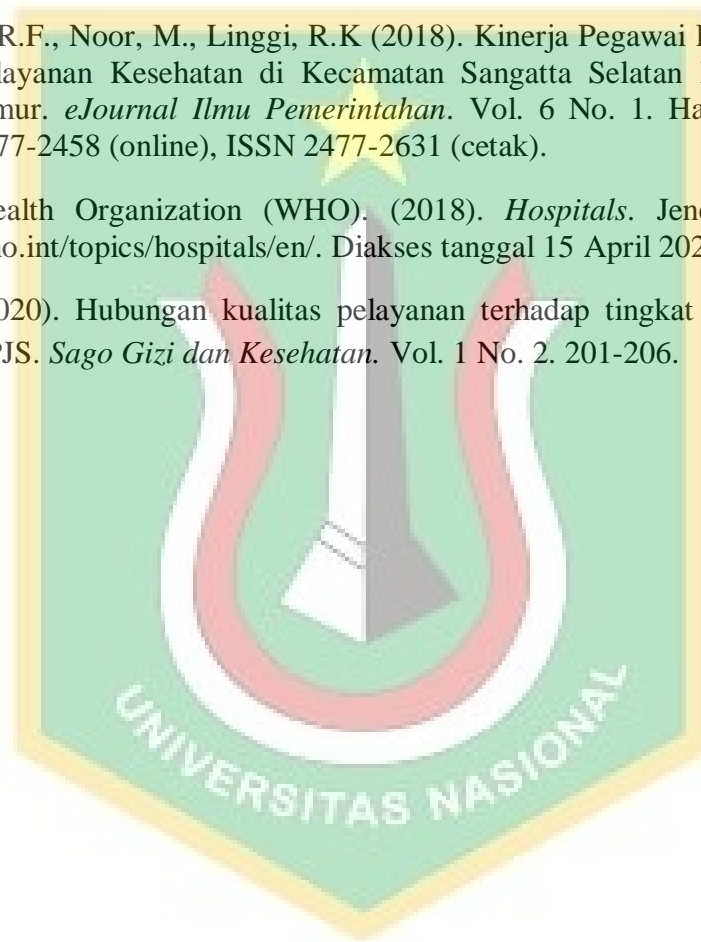 R.F., Noor, M., Linggi, R.K (2018). Kinerja Pegawai
layanan Kesehatan di Kecamatan Sangatta Selatan
mur. eJournal Ilmu Pemerintahan. Vol. 6 No. 1. Ha
77-2458 (online), ISSN 2477-2631 (cetak).
ealth Organization (WHO). (2018). Hospitals. Jen
o.int/topics/hospitals/en/. Diakses tanggal 15 April 202
020). Hubungan kualitas pelayanan terhadap tingkat
PJS. Sago Gizi dan Kesehatan. Vol. 1 No. 2. 201-206.
UNIVERSITAS NASIONAL